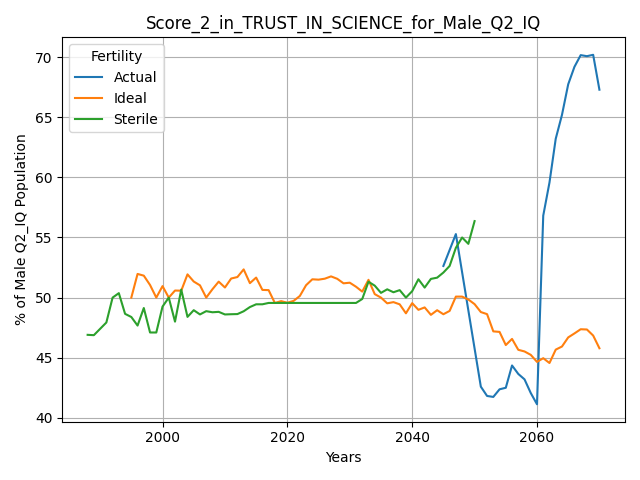 Score_2_in_TRUST_IN_SCIENCE_for_Male_Q2_IQ
Fertility
Actual
Ideal
Sterile
% of Male Q2_IQ Population
70
65
60
55
50
45
40
2000
2020
2040
2060
Years